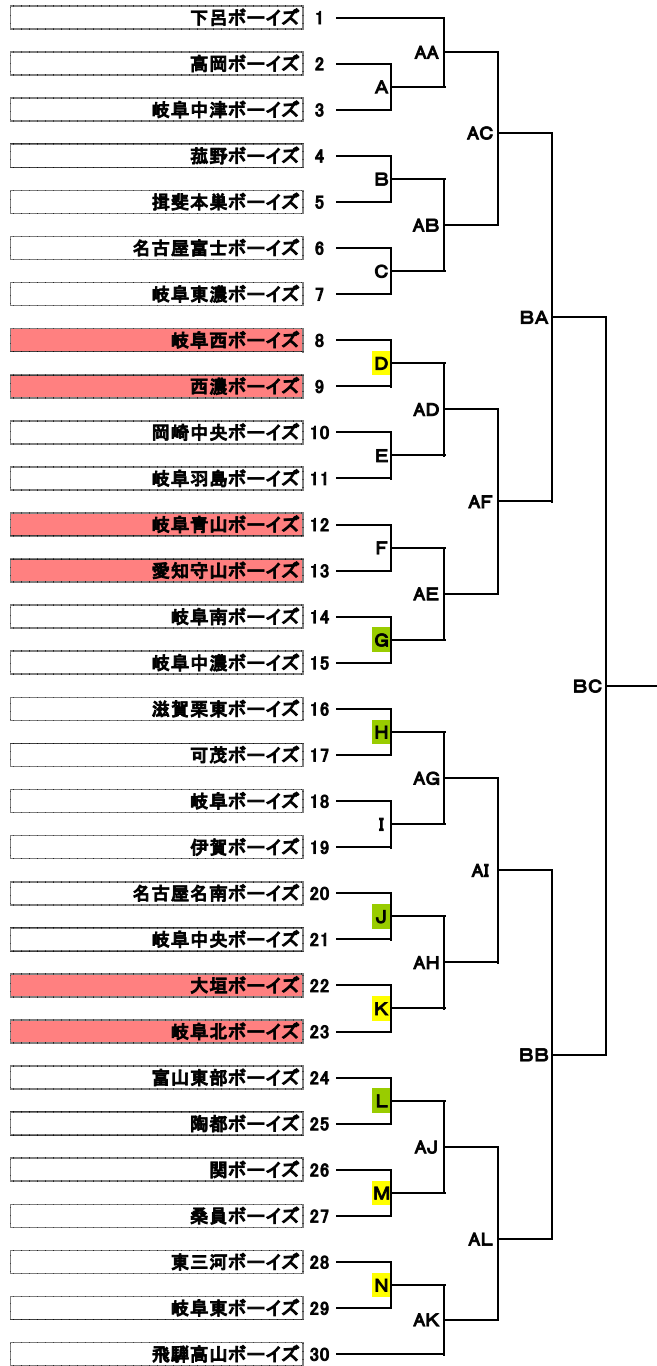 下呂ボーイズ 1
AA
高岡ボーイズ 2
A
岐阜中津ボーイズ 3
AC
菰野ボーイズ 4
B
揖斐本巣ボーイズ 5
AB
名古屋富士ボーイズ 6
C
岐阜東濃ボーイズ 7
BA
岐阜西ボーイズ 8
D
西濃ボーイズ 9
AD
岡崎中央ボーイズ 10
E
岐阜羽島ボーイズ 11
AF
岐阜青山ボーイズ 12
F
愛知守山ボーイズ 13
AE
岐阜南ボーイズ 14
G
岐阜中濃ボーイズ 15
BC
滋賀栗東ボーイズ 16
H
可茂ボーイズ 17
AG
岐阜ボーイズ 18
I
伊賀ボーイズ 19
AI
名古屋名南ボーイズ 20
J
岐阜中央ボーイズ 21
AH
大垣ボーイズ 22
K
岐阜北ボーイズ 23
BB
富山東部ボーイズ 24
L
陶都ボーイズ 25
AJ
関ボーイズ 26
M
桑員ボーイズ 27
AL
東三河ボーイズ 28
N
岐阜東ボーイズ 29
AK
飛騨高山ボーイズ 30